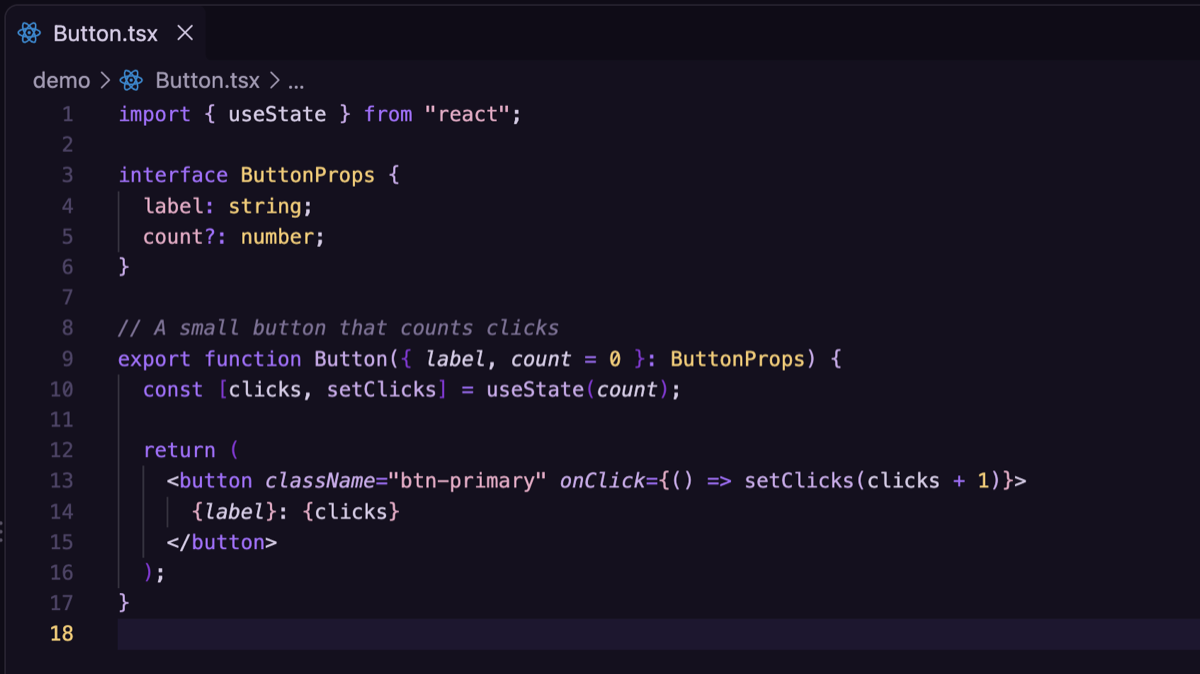 Button.tsx
demo > Button.tsx > ...
1 import { useState } from "react";
2
3 interface ButtonProps {
4   label: string;
5   count?: number;
6 }
7
8 // A small button that counts clicks
9 export function Button({ label, count = 0 }: ButtonProps) {
10   const [clicks, setClicks] = useState(count);
11
12   return (
13     <button className="btn-primary" onClick={() => setClicks(clicks + 1)}>
14       {label}: {clicks}
15     </button>
16   );
17 }
18